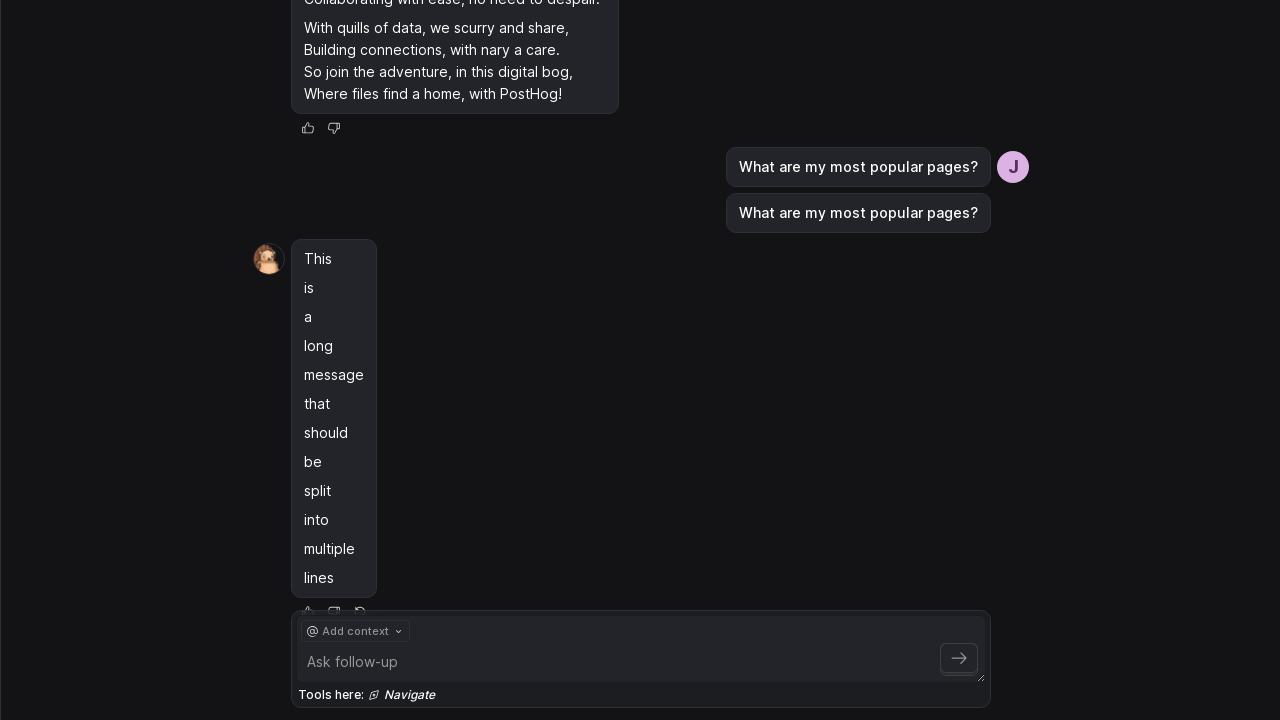 Collaborating with ease, no need to despair.
With quills of data, we scurry and share,
Building connections, with nary a care.
So join the adventure, in this digital bog,
Where files find a home, with PostHog!
What are my most popular pages?
J
What are my most popular pages?
This
is
a
long
message
that
should
be
split
into
multiple
lines
@ Add context
Ask follow-up
Tools here: Navigate